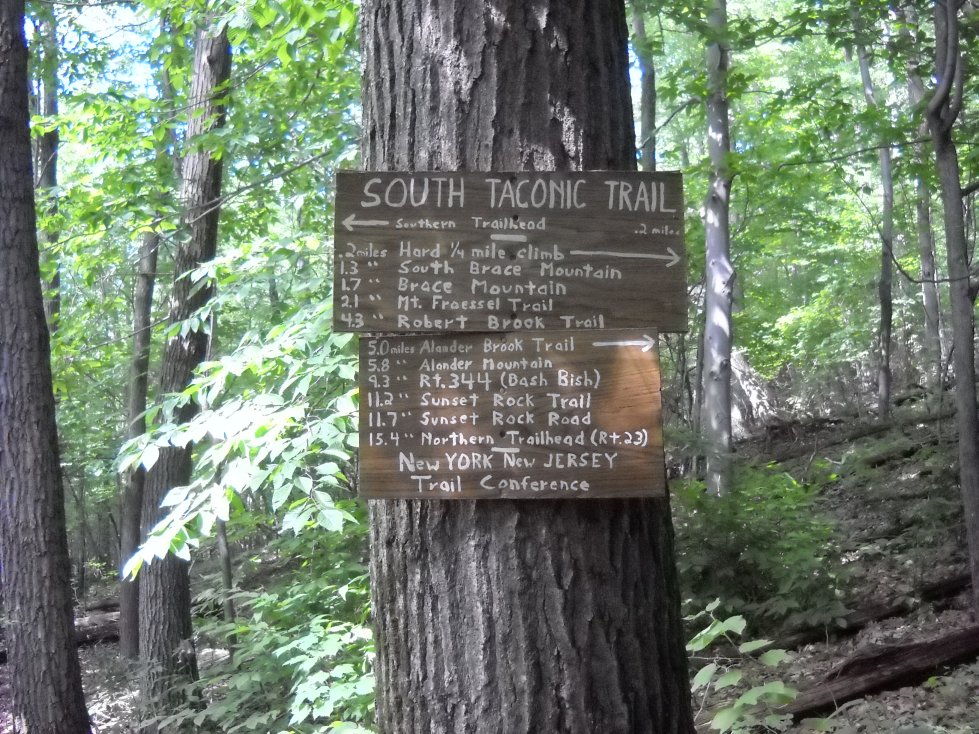 SOUTH TACONIC TRAIL
← Southern Trailhead .2 miles
.2 miles Hard ¼ mile climb →
1.3 " South Brace Mountain
1.7 " Brace Mountain
2.1 " Mt. Fraessel Trail
4.3 " Robert Brook Trail
5.0 miles Alander Brook Trail →
5.8 " Alander Mountain
9.3 " Rt.344 (Bash Bish)
11.2 " Sunset Rock Trail
11.7 " Sunset Rock Road
15.4 " Northern Trailhead (Rt.23)
New YORK New JERSEY
Trail Conference